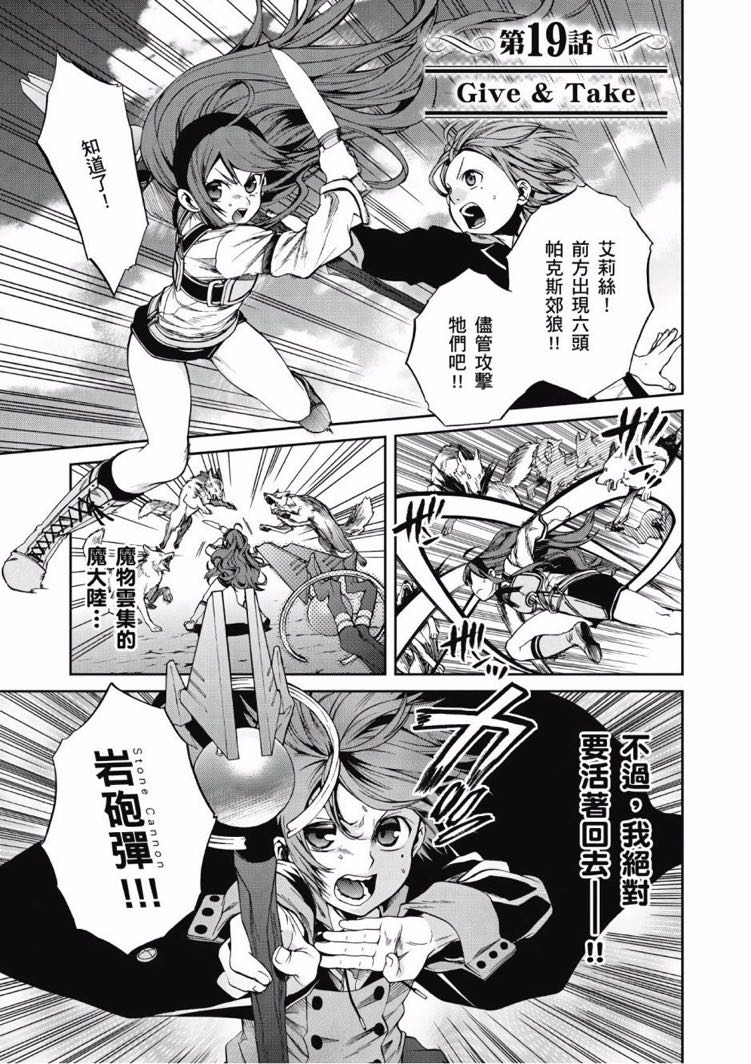 第19話
Give & Take
艾莉絲！
前方出現六頭
帕克斯郊狼!!
儘管攻擊
牠們吧!!
知道了！
魔物雲集的
魔大陸…
不過，我絕對
要活著回去──!!
岩砲彈!!!
Stone Cannon